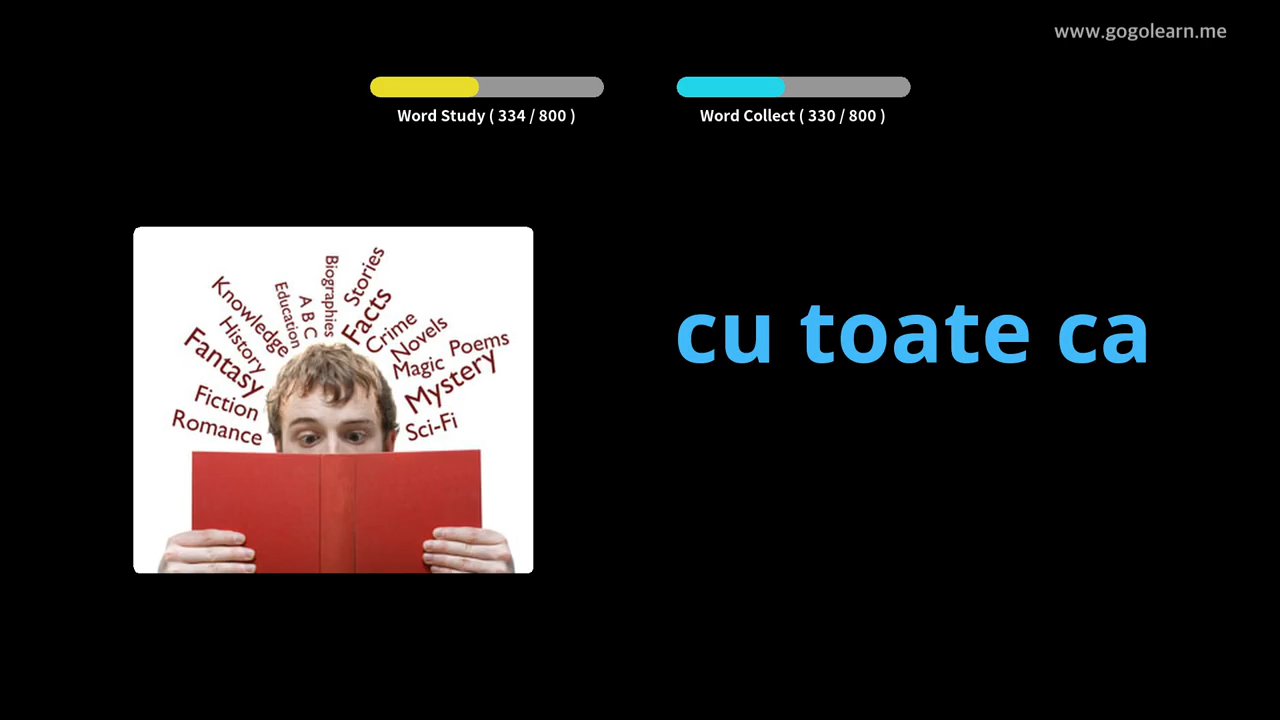 www.gogolearn.me
Word Study ( 334 / 800 )
Word Collect ( 330 / 800 )
cu toate ca
Stories
Biographies
Facts
A B C
Education
Knowledge
Crime
History
Novels
Poems
Fantasy
Magic
Mystery
Fiction
Romance
Sci-Fi